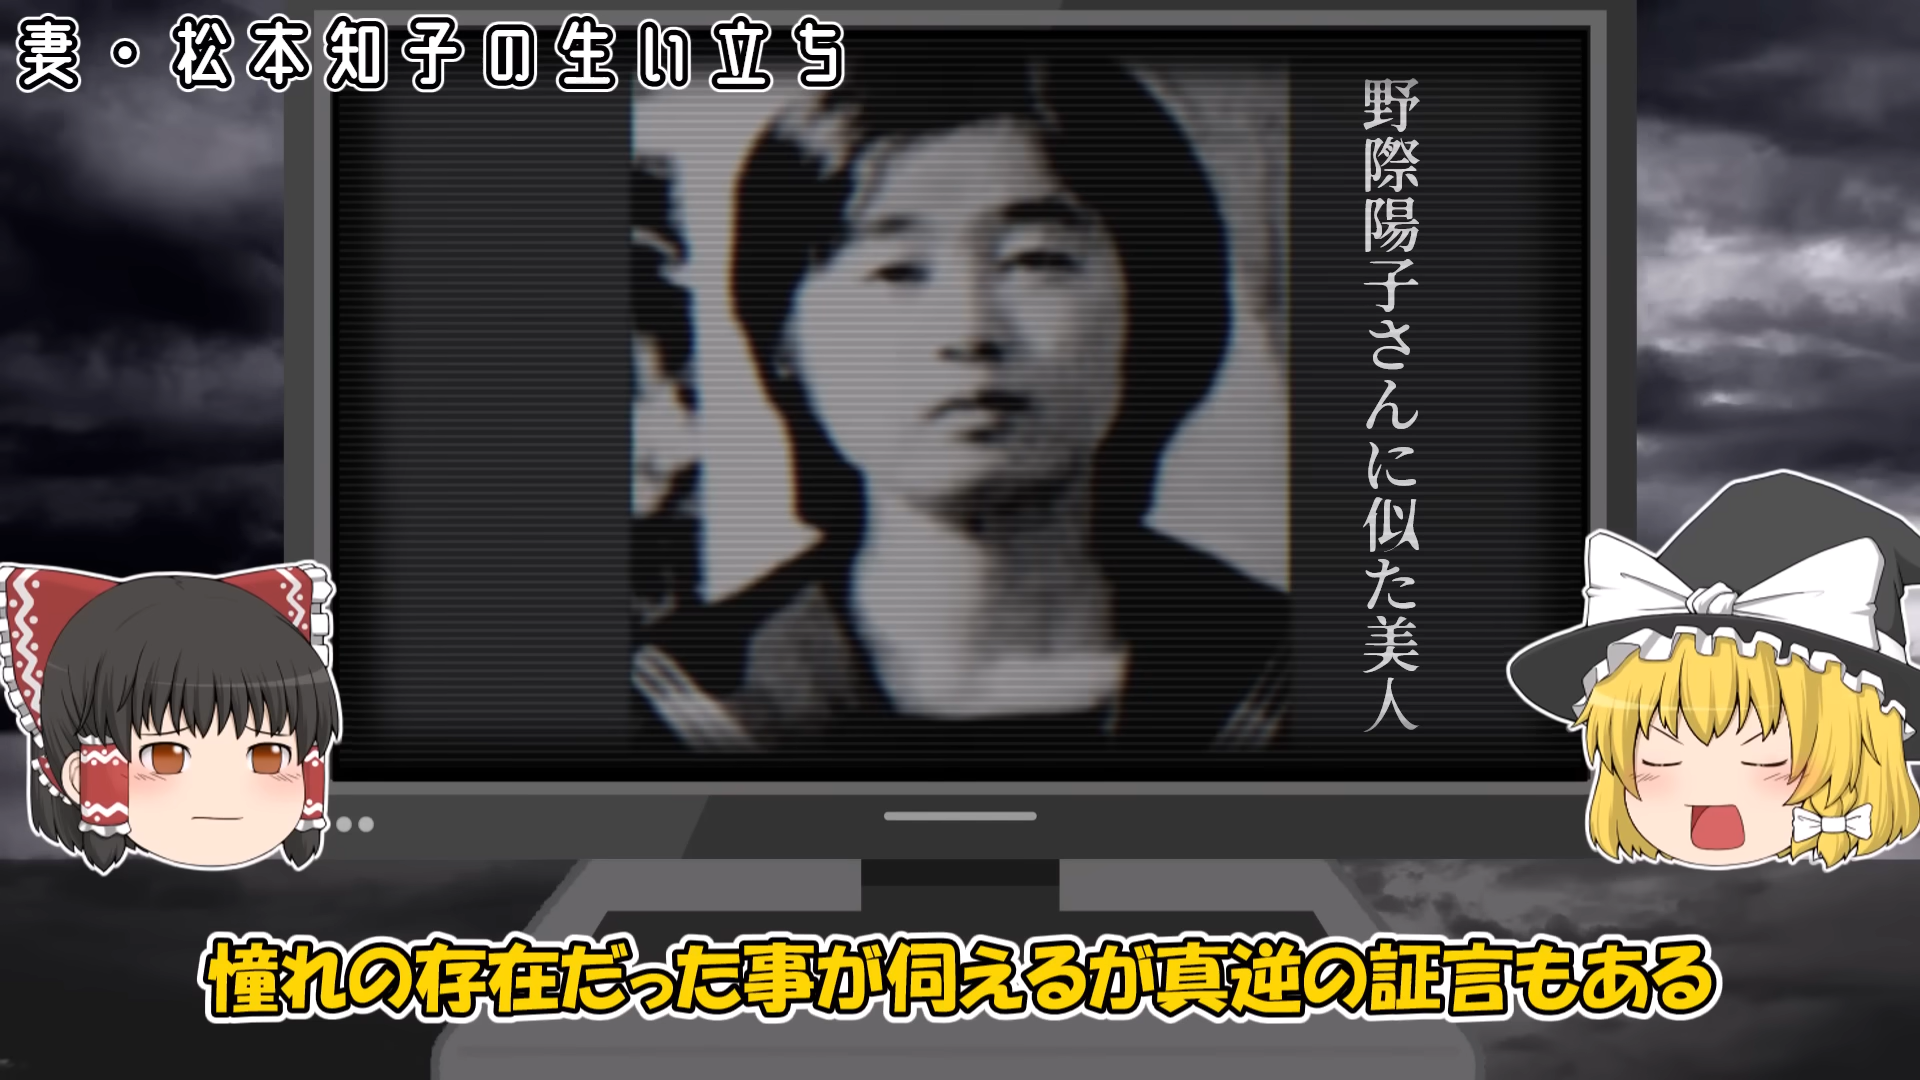 妻・松本知子の生い立ち
野際陽子さんに似た美人
憧れの存在だった事が伺えるが真逆の証言もある